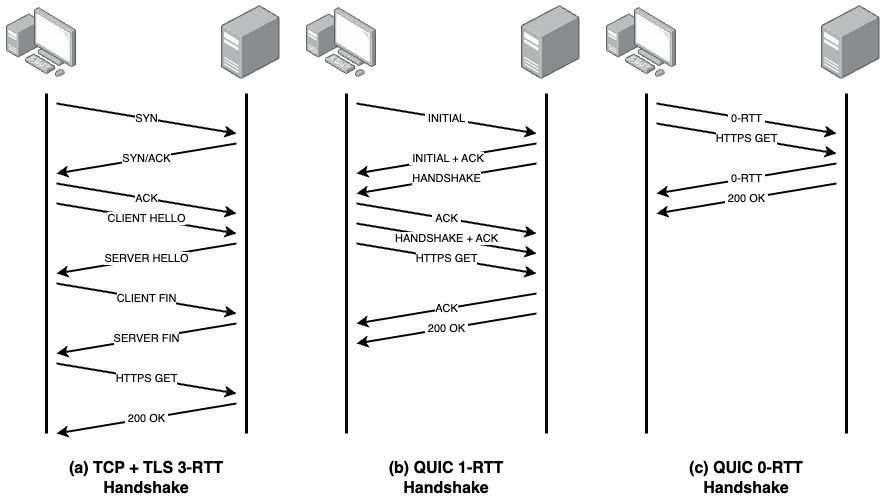 SYN
SYN/ACK
ACK
CLIENT HELLO
SERVER HELLO
CLIENT FIN
SERVER FIN
HTTPS GET
200 OK
(a) TCP + TLS 3-RTT
Handshake
INITIAL
INITIAL + ACK
HANDSHAKE
ACK
HANDSHAKE + ACK
HTTPS GET
ACK
200 OK
(b) QUIC 1-RTT
Handshake
0-RTT
HTTPS GET
0-RTT
200 OK
(c) QUIC 0-RTT
Handshake